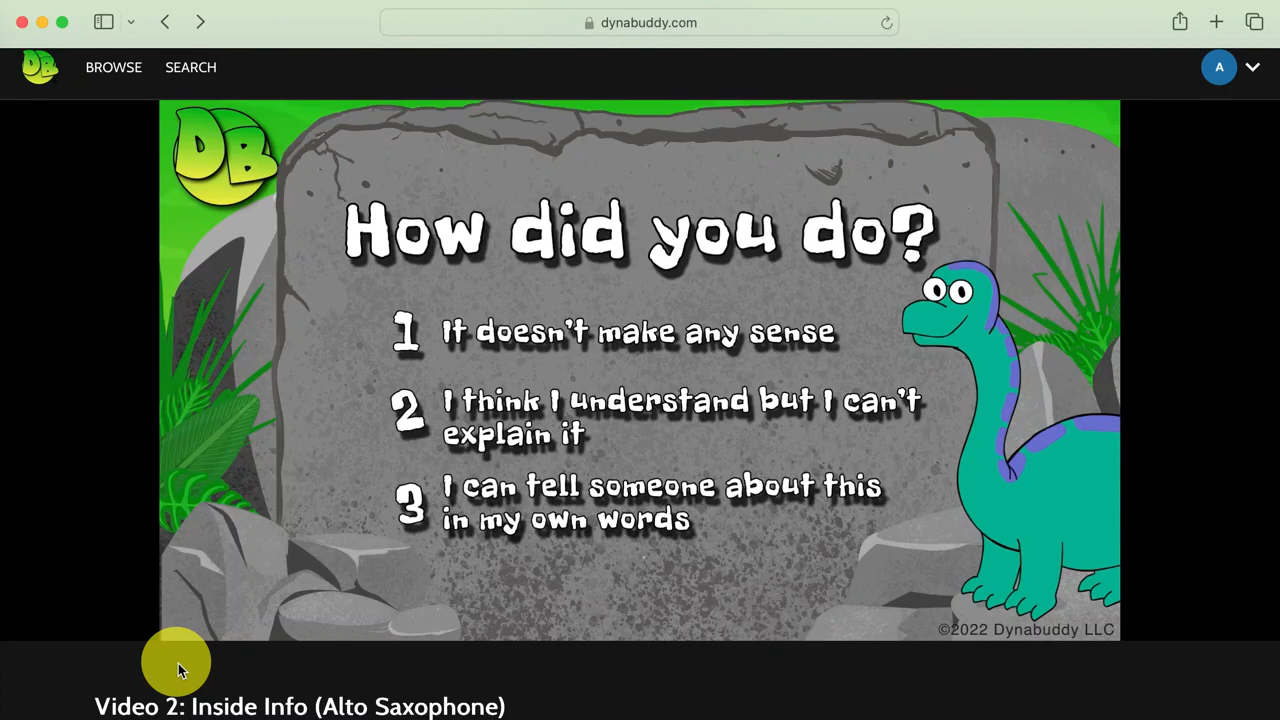 dynabuddy.com
DB
BROWSE
SEARCH
A
DB
How did you do?
1 It doesn't make any sense
2 I think I understand but I can't
explain it
3 I can tell someone about this
in my own words
©2022 Dynabuddy LLC
Video 2: Inside Info (Alto Saxophone)